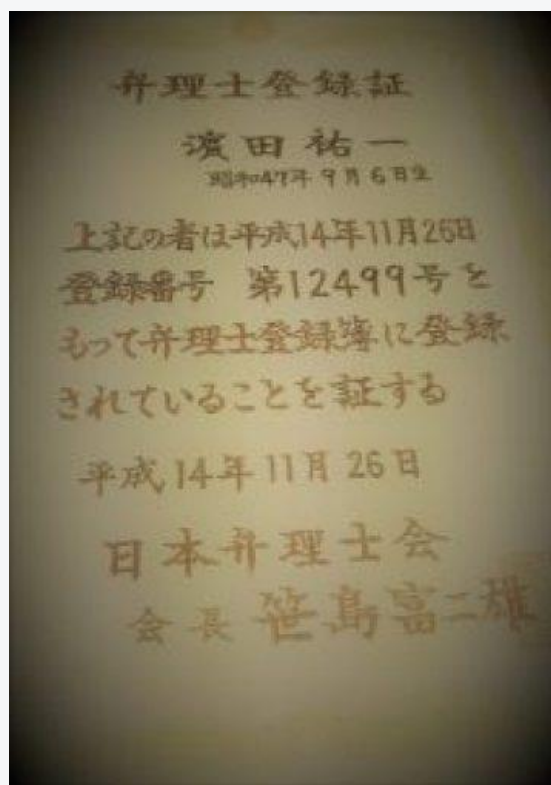 弁理士登録証
濱田祐一
昭和47年9月6日生
上記の者は平成14年11月26日
登録番号 第12499号を
もって弁理士登録簿に登録
されていることを証する
平成14年11月26日
日本弁理士会
会長 笹島富二雄